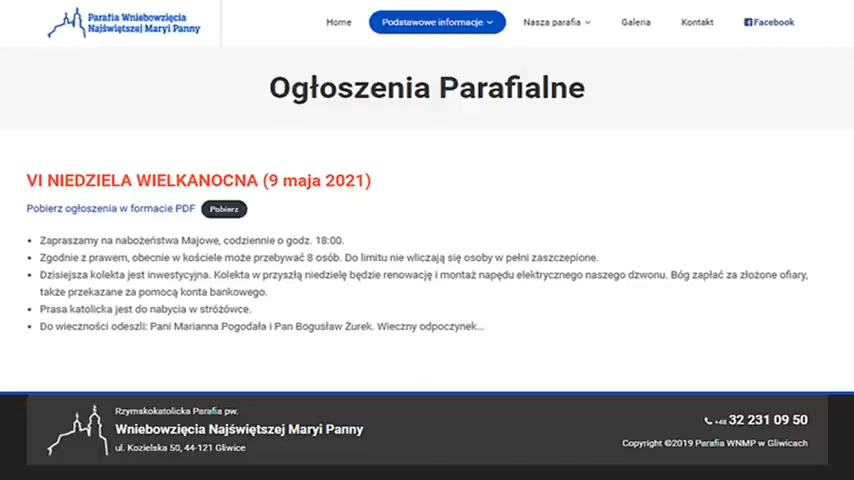 Parafia Wniebowzięcia
Najświętszej Maryi Panny
Home
Podstawowe informacje
Nasza parafia
Galeria
Kontakt
Facebook
Ogłoszenia Parafialne
VI NIEDZIELA WIELKANOCNA (9 maja 2021)
Pobierz ogłoszenia w formacie PDF Pobierz
• Zapraszamy na nabożeństwa Majowe, codziennie o godz. 18:00.
• Zgodnie z prawem, obecnie w kościele może przebywać 8 osób. Do limitu nie wliczają się osoby w pełni zaszczepione.
• Dzisiejsza kolekta jest inwestycyjna. Kolekta w przyszłą niedzielę będzie renowację i montaż napędu elektrycznego naszego dzwonu. Bóg zapłać za złożone ofiary,
także przekazane za pomocą konta bankowego.
• Prasa katolicka jest do nabycia w stróżówce.
• Do wieczności odeszli: Pani Marianna Pogodała i Pan Bogusław Żurek. Wieczny odpoczynek...
Rzymskokatolicka Parafia pw.
Wniebowzięcia Najświętszej Maryi Panny
ul. Kozielska 50, 44-121 Gliwice
+48 32 231 09 50
Copyright ©2019 Parafia WNMP w Gliwicach